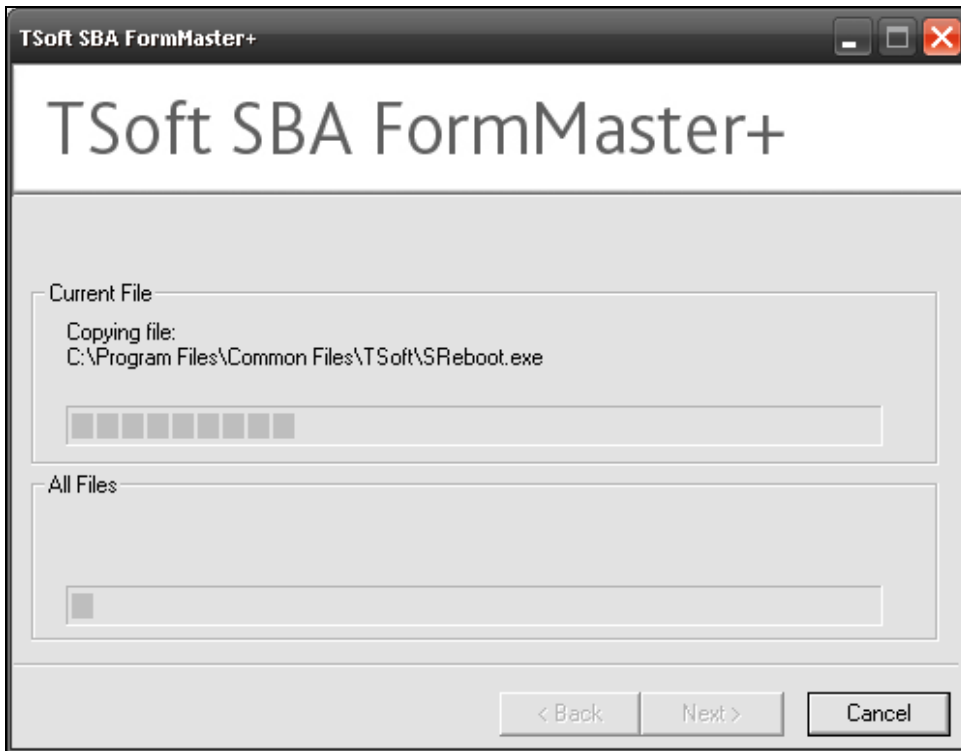 TSoft SBA FormMaster+
TSoft SBA FormMaster+
Current File
Copying file:
C:\Program Files\Common Files\TSoft\SReboot.exe
All Files
< Back
Next >
Cancel